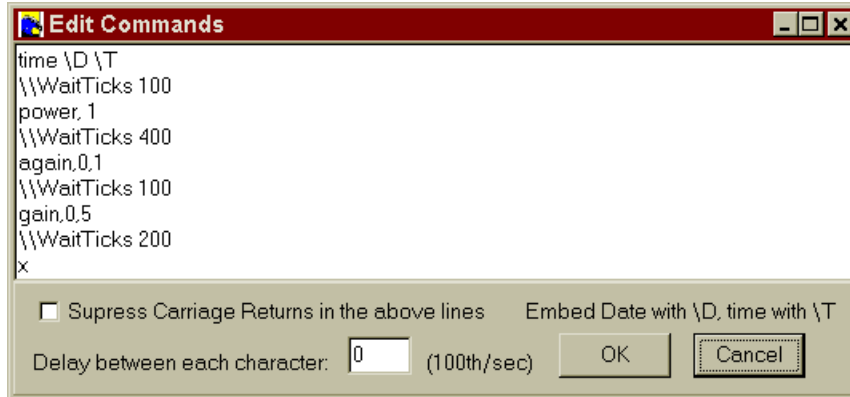 Edit Commands
time \D \T
\\WaitTicks 100
power, 1
\\WaitTicks 400
again,0,1
\\WaitTicks 100
gain,0,5
\\WaitTicks 200
x
Supress Carriage Returns in the above lines Embed Date with \D, time with \T
Delay between each character: 0 (100th/sec) OK Cancel